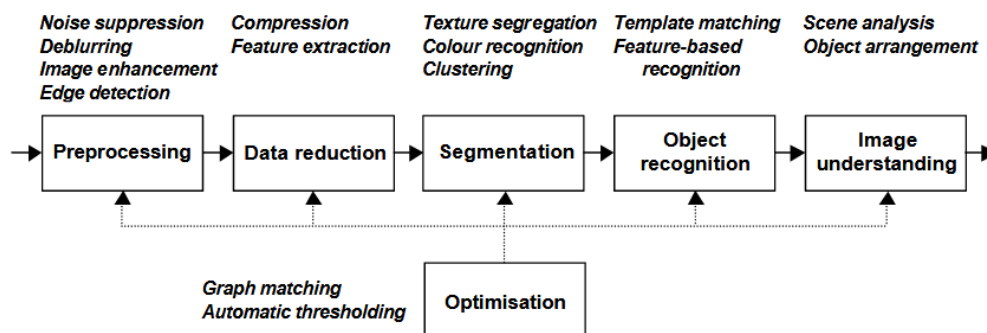 Noise suppression
Deblurring
Image enhancement
Edge detection
Compression
Feature extraction
Texture segregation
Colour recognition
Clustering
Template matching
Feature-based
recognition
Scene analysis
Object arrangement
Preprocessing
Data reduction
Segmentation
Object
recognition
Image
understanding
Graph matching
Automatic thresholding
Optimisation